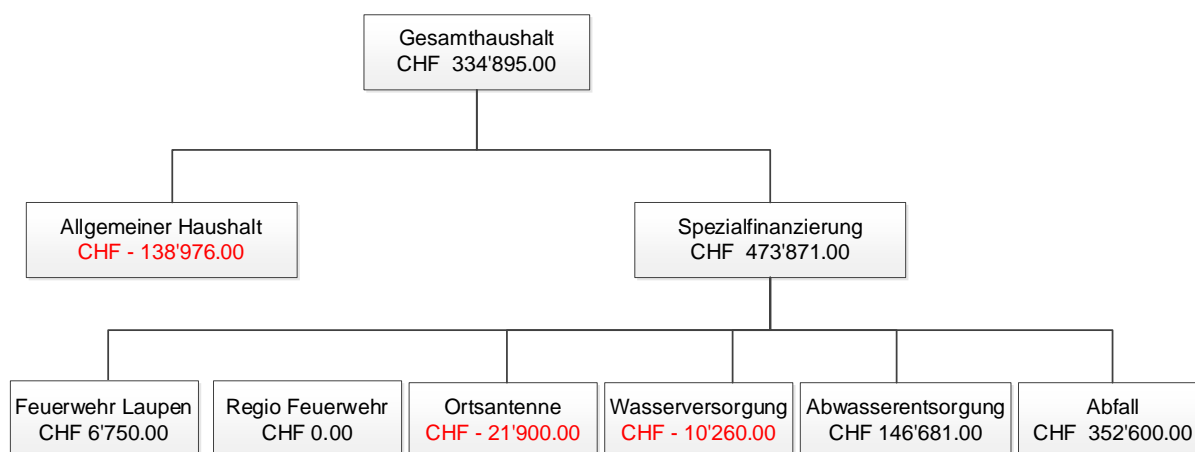 Gesamthaushalt
CHF  334'895.00
Allgemeiner Haushalt
CHF - 138'976.00
Spezialfinanzierung
CHF  473'871.00
Feuerwehr Laupen
CHF 6'750.00
Regio Feuerwehr
CHF 0.00
Ortsantenne
CHF - 21'900.00
Wasserversorgung
CHF - 10'260.00
Abwasserentsorgung
CHF 146'681.00
Abfall
CHF  352'600.00